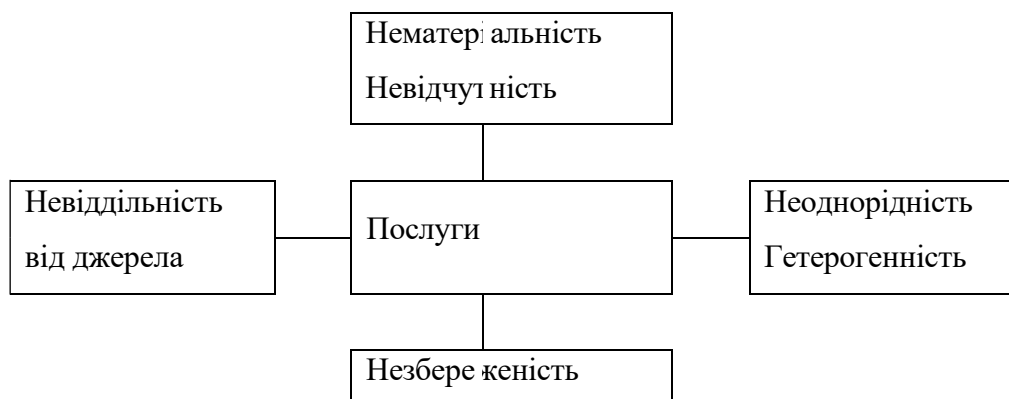 Нематеріальність
Невідчутність
Невіддільність
від джерела
Послуги
Неоднорідність
Гетерогенність
Незбереженість